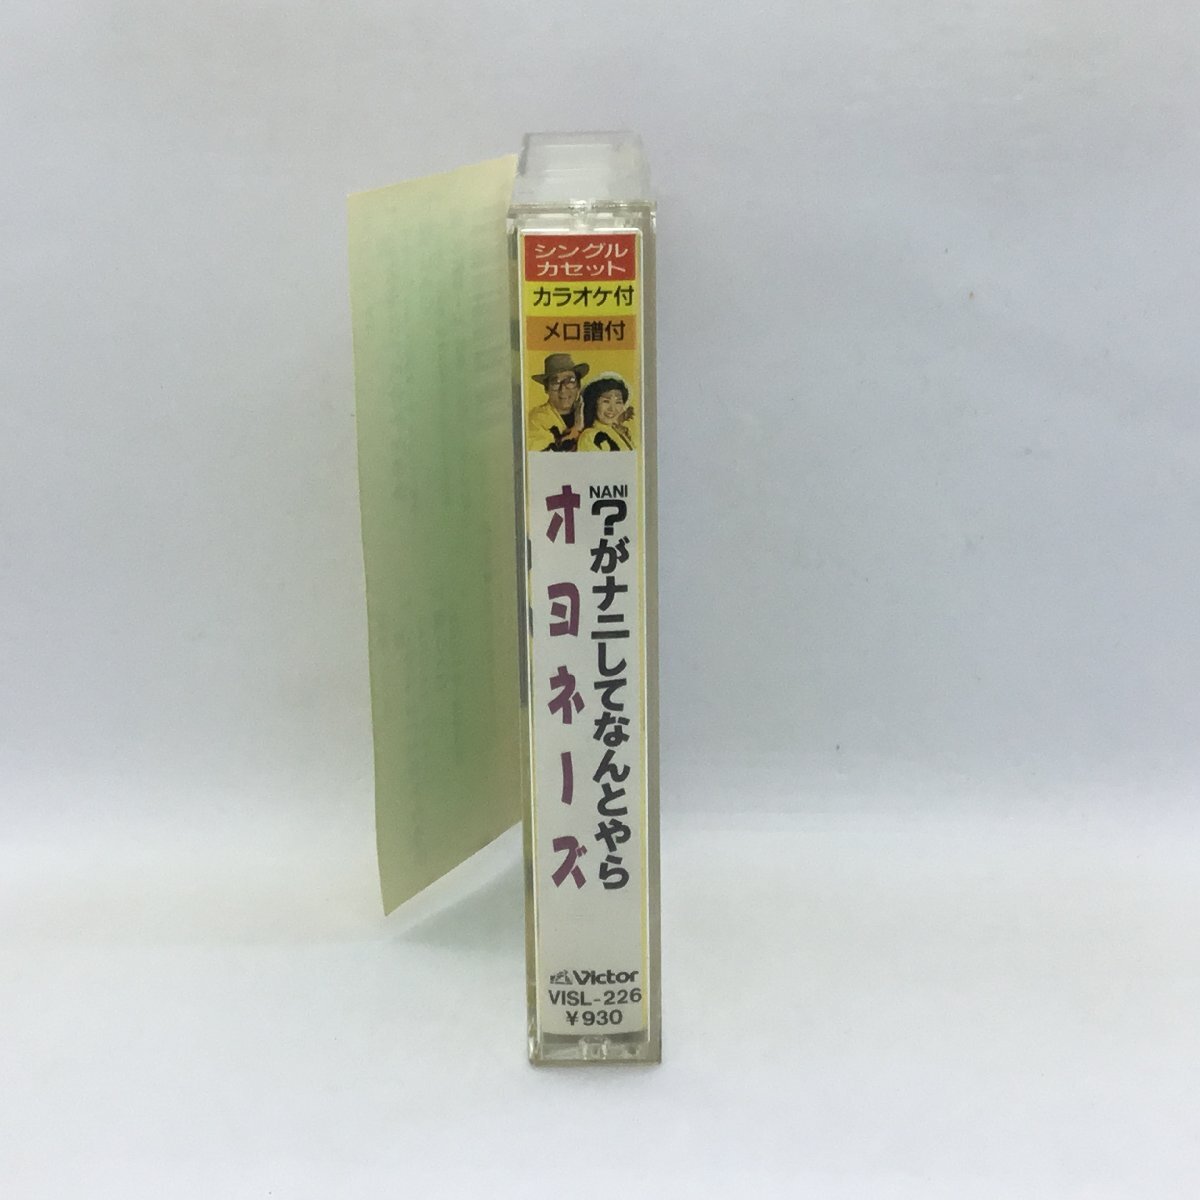 シングル
カセット
カラオケ付
メロ譜付
NANI
?がナニしてなんとやら
オヨネーズ
Victor
VISL-226
¥930